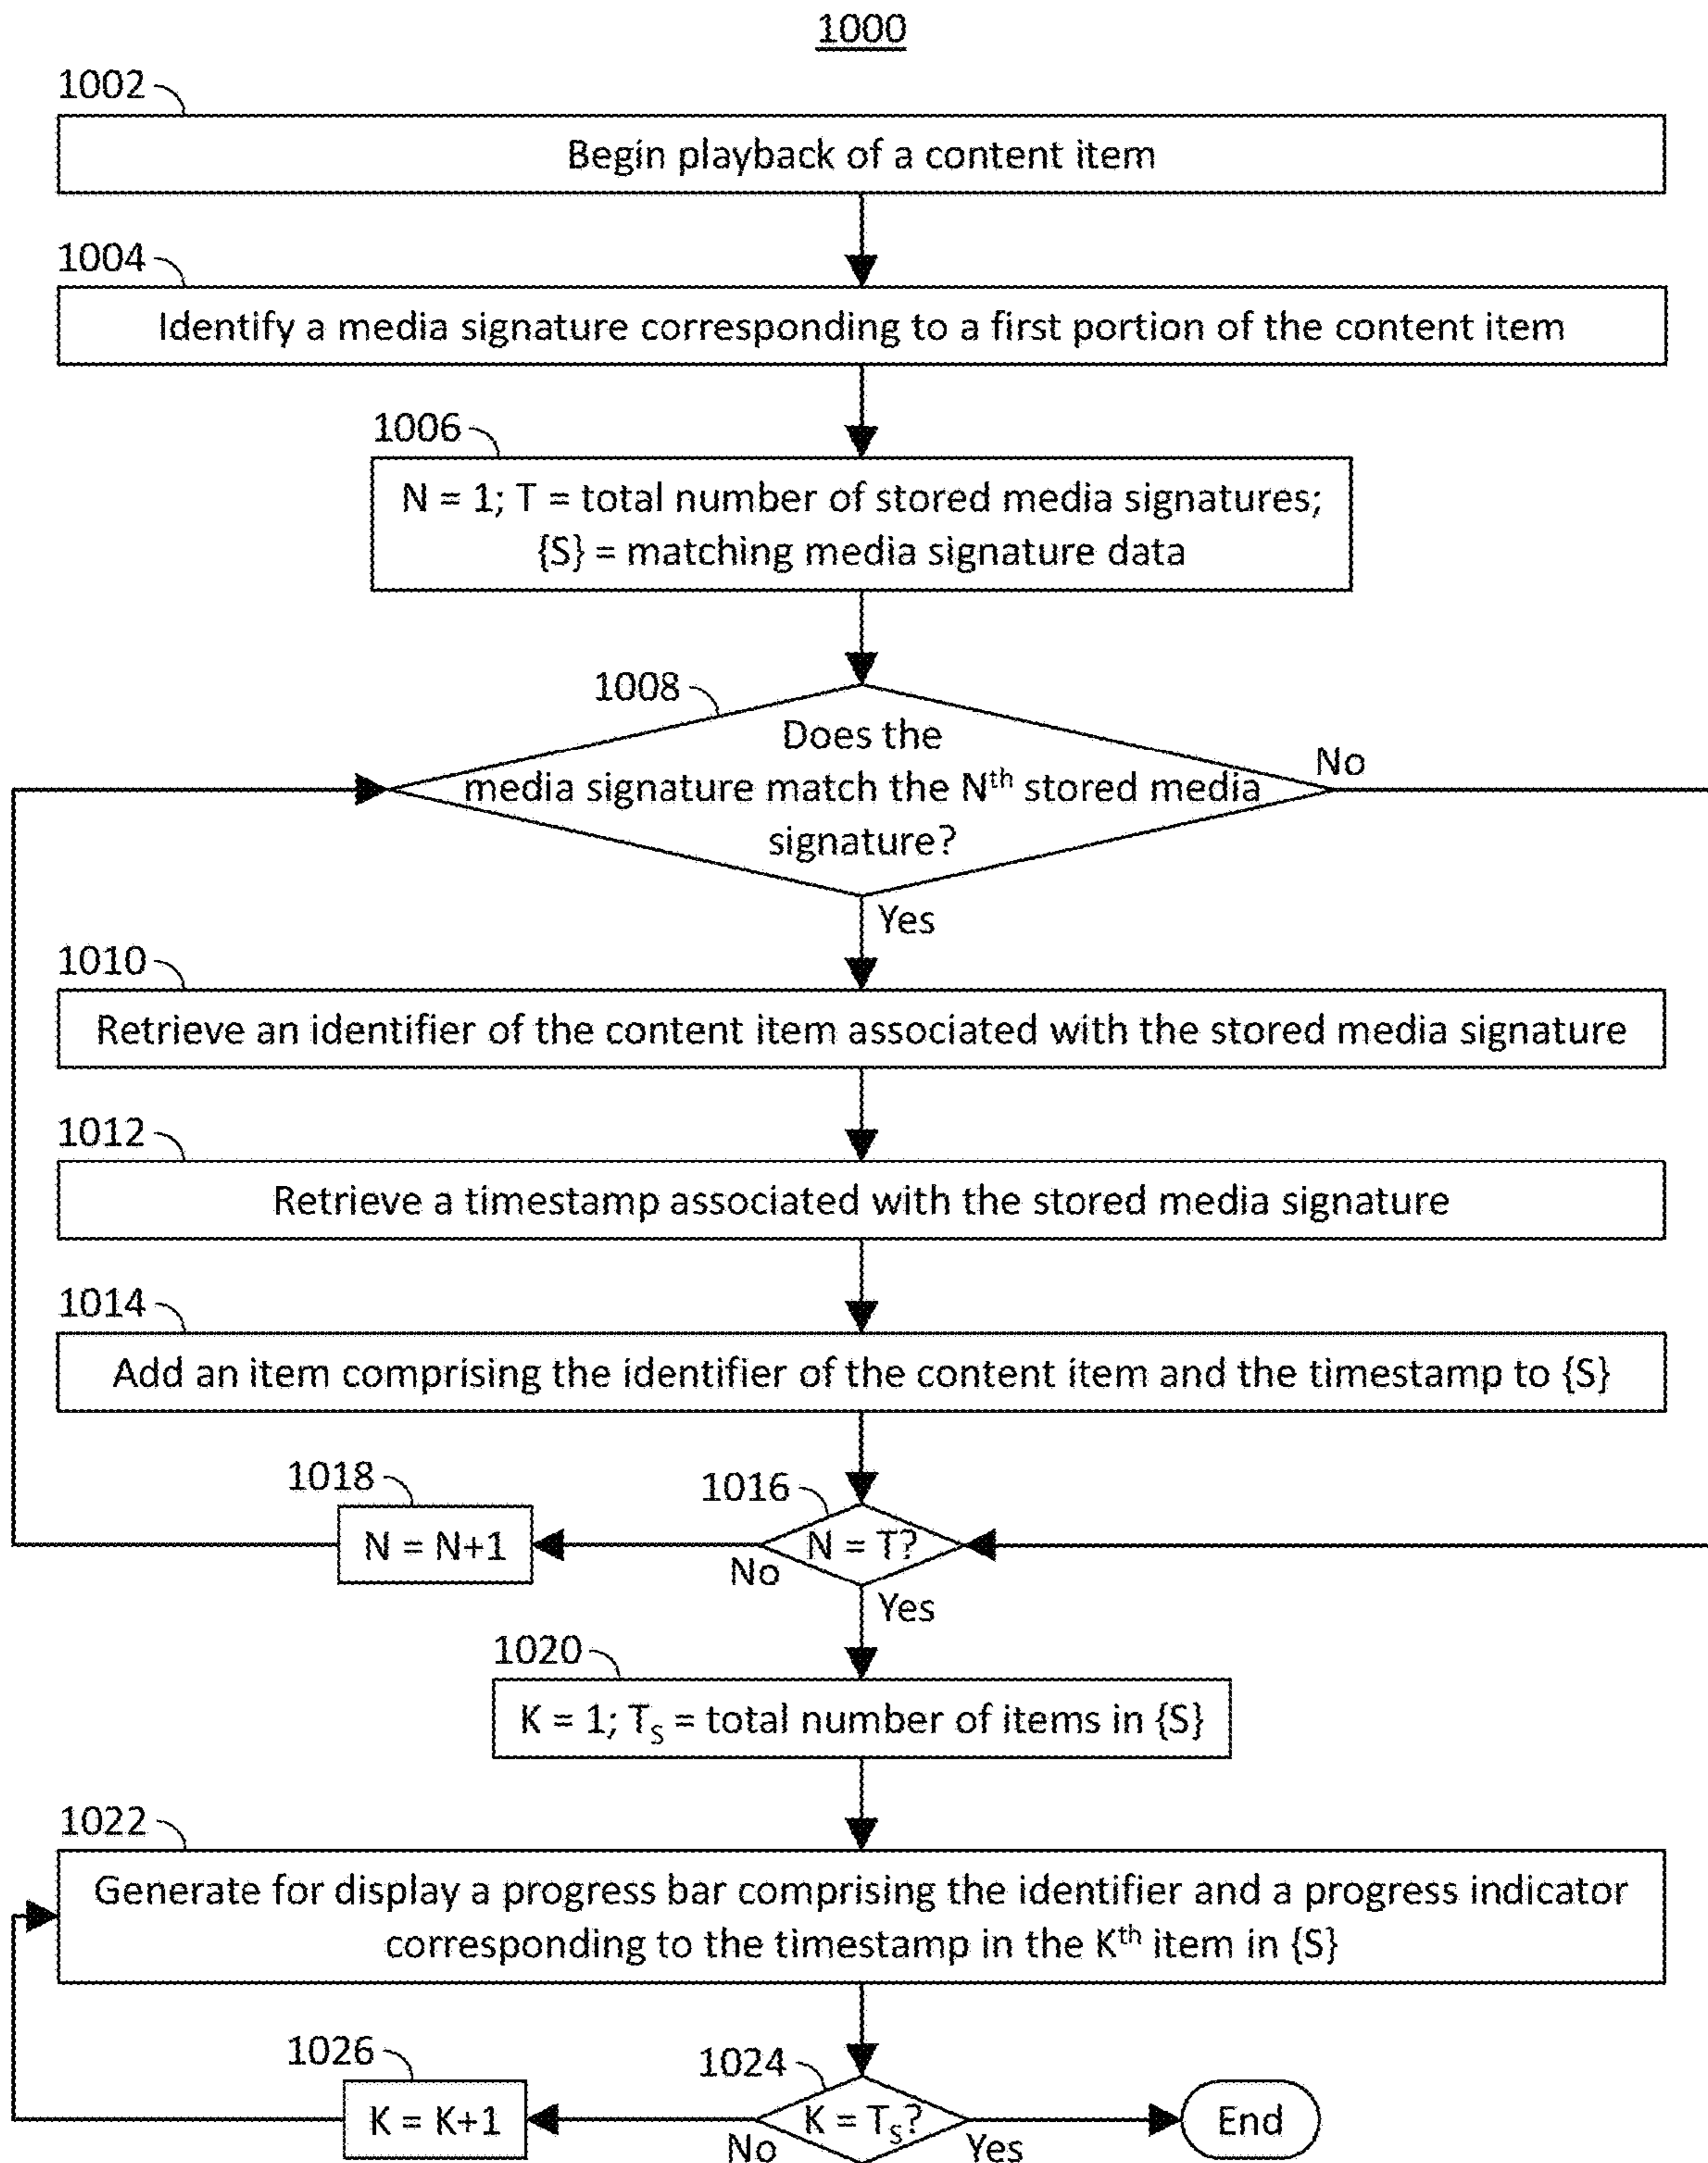 1000
1002
Begin playback of a content item
1004
Identify a media signature corresponding to a first portion of the content item
1006
N = 1; T = total number of stored media signatures;
{S} = matching media signature data
1008
Does the
No
media signature match the Nth stored media
signature?
Yes
1010
Retrieve an identifier of the content item associated with the stored media signature
1012
Retrieve a timestamp associated with the stored media signature
1014
Add an item comprising the identifier of the content item and the timestamp to {S}
1018
1016
N = N+1
N = T?
No
Yes
1020
K = 1; TS = total number of items in {S}
1022
Generate for display a progress bar comprising the identifier and a progress indicator
corresponding to the timestamp in the Kth item in {S}
1026
1024
K = K+1
K = TS?
End
No
Yes